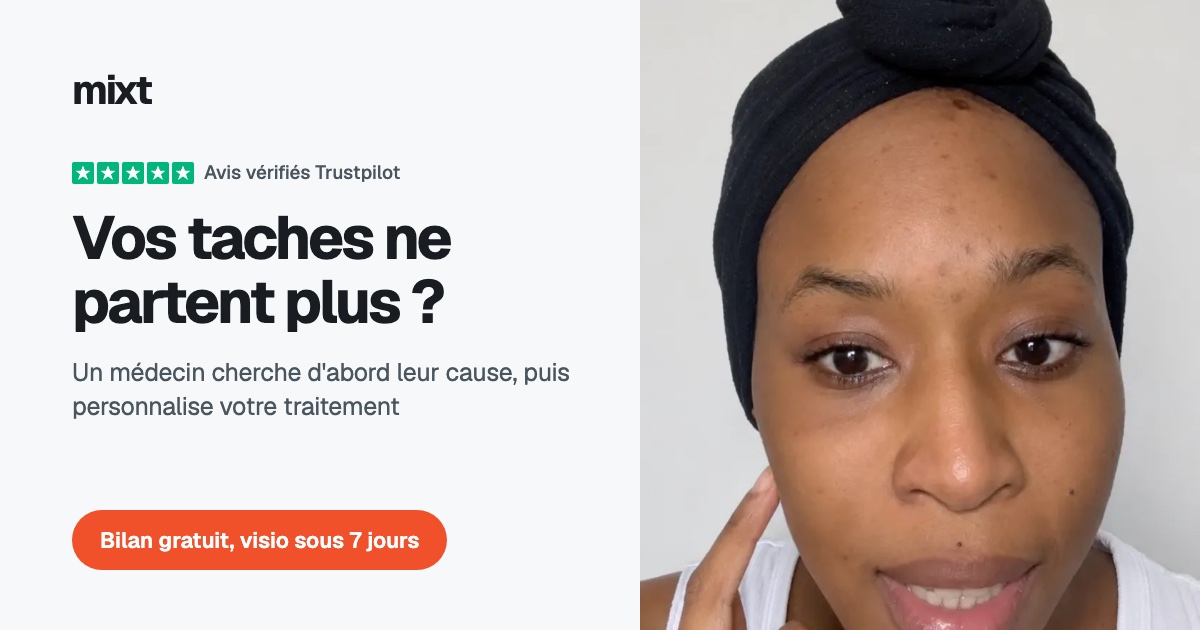 mixt
Avis vérifiés Trustpilot
Vos taches ne
partent plus ?
Un médecin cherche d'abord leur cause, puis
personnalise votre traitement
Bilan gratuit, visio sous 7 jours